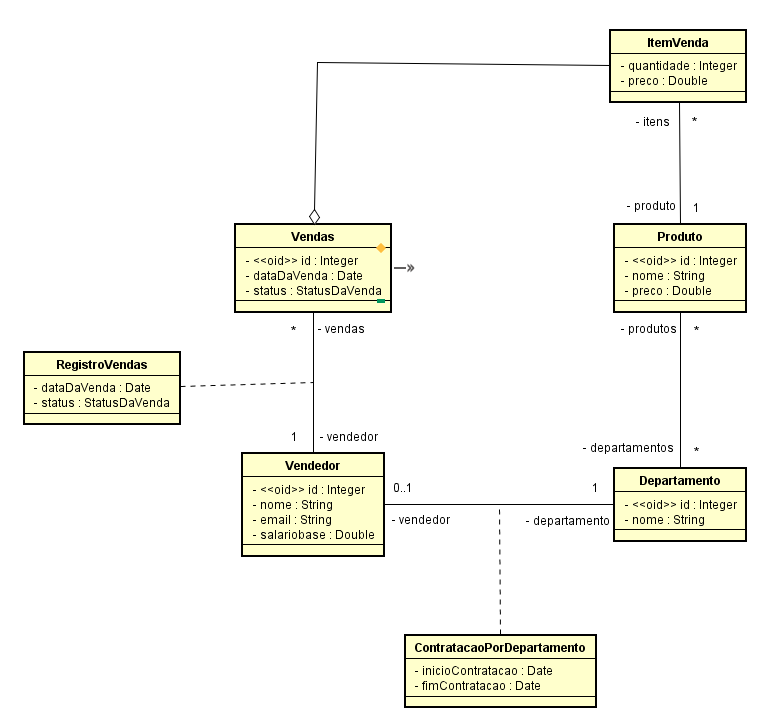 ItemVenda
- quantidade : Integer
- preco : Double
- itens
*
- produto
1
Vendas
- <<oid>> id : Integer
- dataDaVenda : Date
- status : StatusDaVenda
Produto
- <<oid>> id : Integer
- nome : String
- preco : Double
*
- vendas
- produtos
*
RegistroVendas
- dataDaVenda : Date
- status : StatusDaVenda
1
- vendedor
- departamentos
*
Vendedor
- <<oid>> id : Integer
- nome : String
- email : String
- salariobase : Double
0..1
- vendedor
1
- departamento
Departamento
- <<oid>> id : Integer
- nome : String
ContratacaoPorDepartamento
- inicioContratacao : Date
- fimContratacao : Date